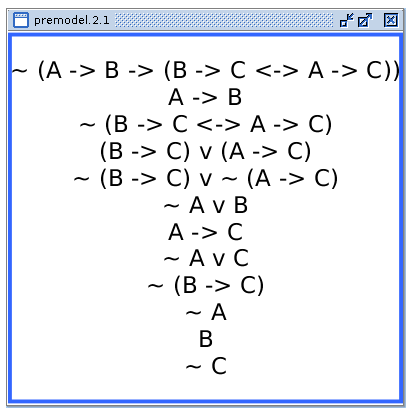 premodel.2.1
~ (A -> B -> (B -> C <-> A -> C))
A -> B
~ (B -> C <-> A -> C)
(B -> C) v (A -> C)
~ (B -> C) v ~ (A -> C)
~ A v B
A -> C
~ A v C
~ (B -> C)
~ A
B
~ C